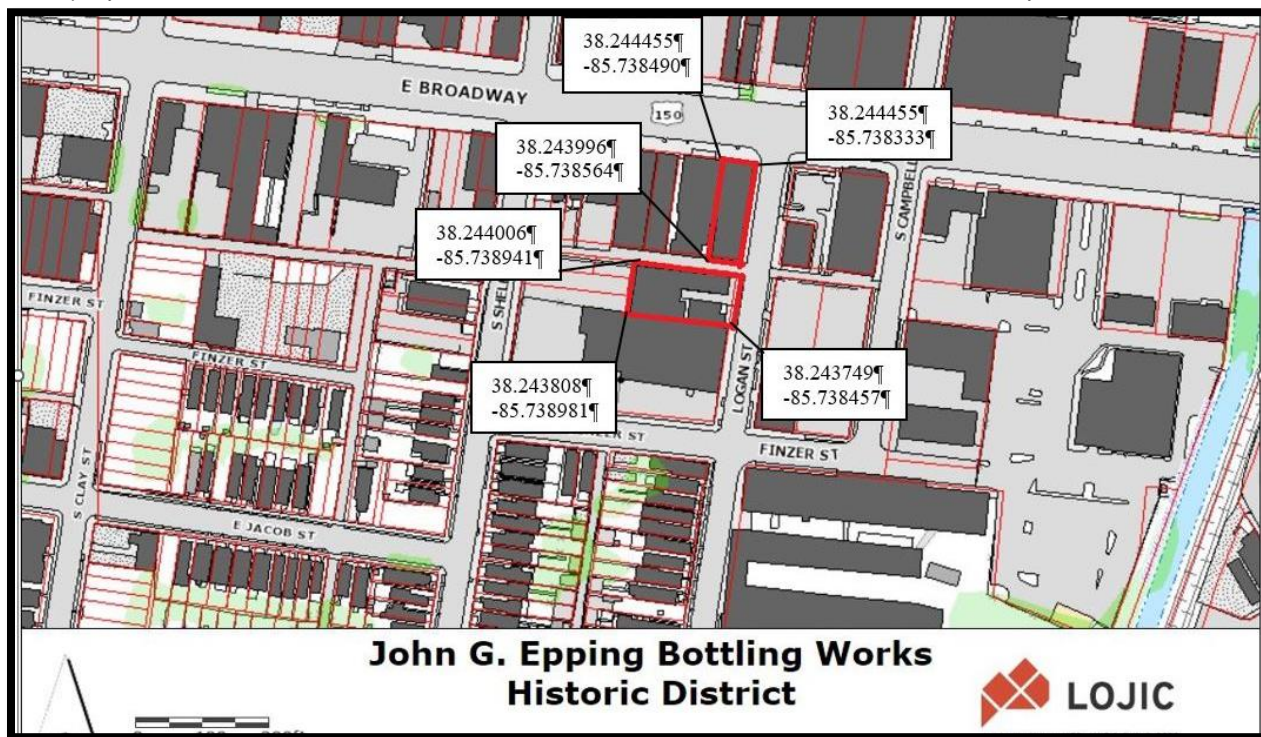 38.244455¶
-85.738490¶
E BROADWAY
150
38.244455¶
-85.738333¶
38.243996¶
-85.738564¶
S CAMPBELL
38.244006¶
-85.738941¶
FINZER ST
S SHEL
FINZER ST
LOGAN ST
38.243808¶
-85.738981¶
38.243749¶
-85.738457¶
FINZER ST
S CLAY ST
E JACOB ST
John G. Epping Bottling Works
Historic District
LOJIC